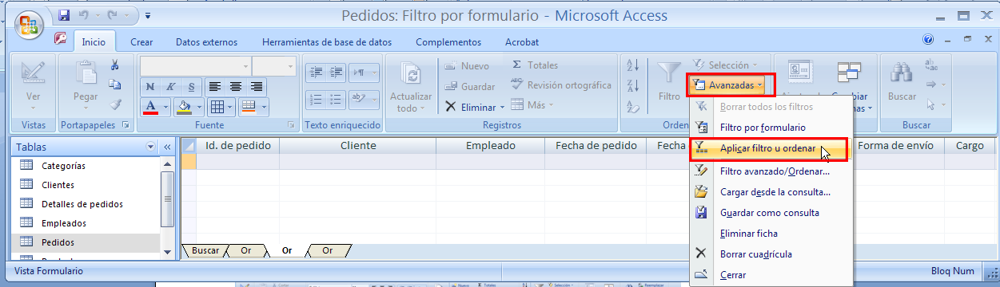 Pedidos: Filtro por formulario - Microsoft Access
Inicio Crear Datos externos Herramientas de base de datos Complementos Acrobat
Ver
Vistas
Pegar
Portapapeles
N K S
A
Fuente
ab
Texto enriquecido
Actualizar todo
Nuevo
Guardar
Eliminar
Σ Totales
Revisión ortográfica
Más
Registros
Filtro
Selección
Avanzadas
Orden
Ajustar
Cambiar
nas
Buscar
Buscar
Borrar todos los filtros
Filtro por formulario
Aplicar filtro u ordenar
Filtro avanzado/Ordenar...
Cargar desde la consulta...
Guardar como consulta
Eliminar ficha
Borrar cuadrícula
Cerrar
Tablas
Categorías
Clientes
Detalles de pedidos
Empleados
Pedidos
Id. de pedido Cliente Empleado Fecha de pedido Fecha Forma de envío Cargo
Buscar Or Or Or
Vista Formulario Bloq Num